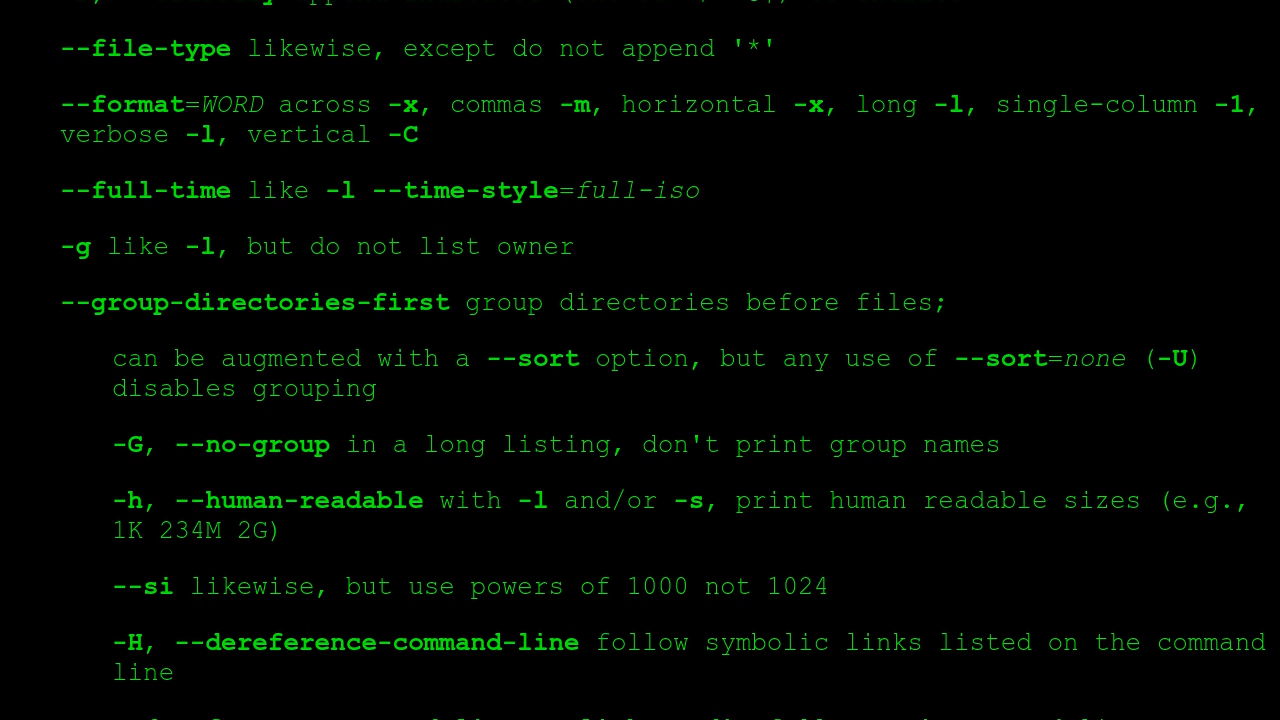 --file-type likewise, except do not append '*'
--format=WORD across -x, commas -m, horizontal -x, long -l, single-column -1,
verbose -l, vertical -C
--full-time like -l --time-style=full-iso
-g like -l, but do not list owner
--group-directories-first group directories before files;
can be augmented with a --sort option, but any use of --sort=none (-U)
disables grouping
-G, --no-group in a long listing, don't print group names
-h, --human-readable with -l and/or -s, print human readable sizes (e.g.,
1K 234M 2G)
--si likewise, but use powers of 1000 not 1024
-H, --dereference-command-line follow symbolic links listed on the command
line